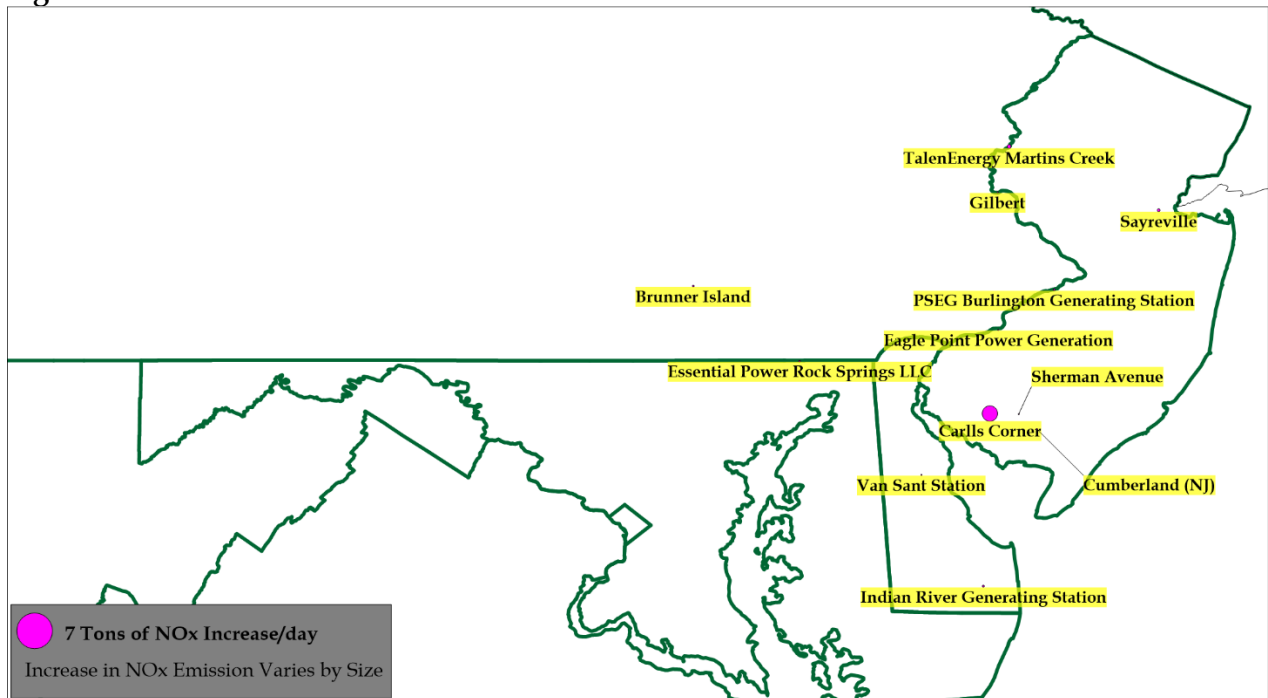 TalenEnergy Martins Creek
Gilbert
Sayreville
Brunner Island
PSEG Burlington Generating Station
Eagle Point Power Generation
Essential Power Rock Springs LLC
Sherman Avenue
Carlls Corner
Van Sant Station
Cumberland (NJ)
Indian River Generating Station
7 Tons of NOx Increase/day
Increase in NOx Emission Varies by Size